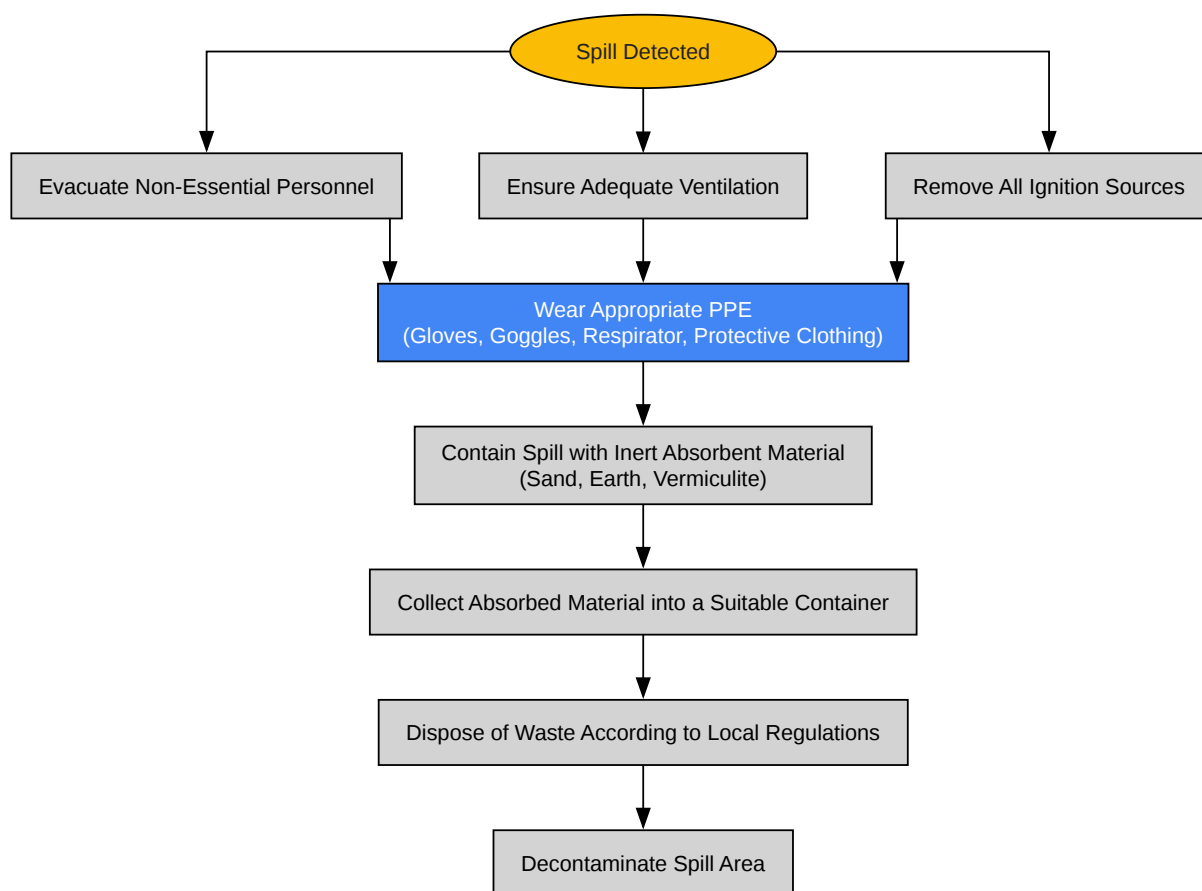 Spill Detected
Evacuate Non-Essential Personnel
Ensure Adequate Ventilation
Remove All Ignition Sources
Wear Appropriate PPE
(Gloves, Goggles, Respirator, Protective Clothing)
Contain Spill with Inert Absorbent Material
(Sand, Earth, Vermiculite)
Collect Absorbed Material into a Suitable Container
Dispose of Waste According to Local Regulations
Decontaminate Spill Area